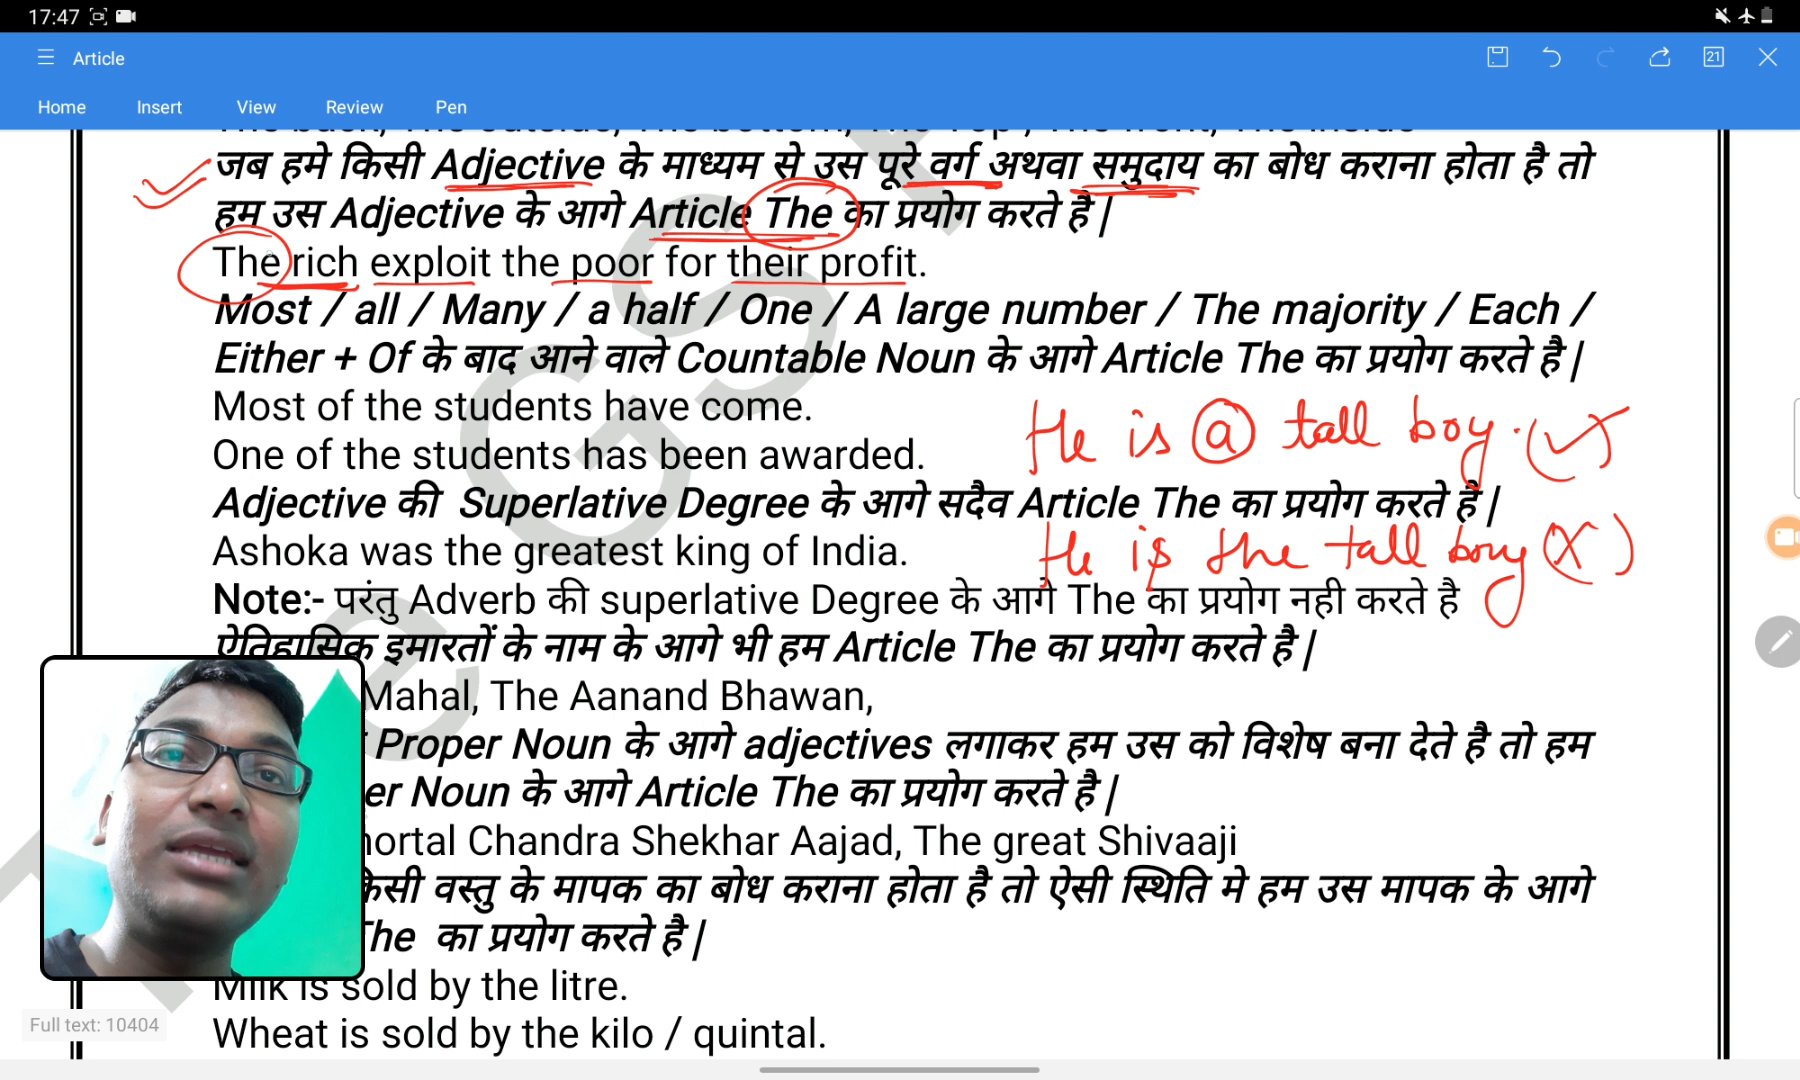 17:47
Article
21
Home Insert View Review Pen
जब हमे किसी Adjective के माध्यम से उस पूरे वर्ग अथवा समुदाय का बोध कराना होता है तो
हम उस Adjective के आगे Article The का प्रयोग करते है |
The rich exploit the poor for their profit.
Most / all / Many / a half / One / A large number / The majority / Each /
Either + Of के बाद आने वाले Countable Noun के आगे Article The का प्रयोग करते है |
Most of the students have come.
He is a tall boy.
One of the students has been awarded.
Adjective की Superlative Degree के आगे सदैव Article The का प्रयोग करते है |
Ashoka was the greatest king of India.
He is the tall boy (X)
Note:- परंतु Adverb की superlative Degree के आगे The का प्रयोग नही करते है
ऐतिहासिक इमारतों के नाम के आगे भी हम Article The का प्रयोग करते है |
Mahal, The Aanand Bhawan,
Proper Noun के आगे adjectives लगाकर हम उस को विशेष बना देते है तो हम
er Noun के आगे Article The का प्रयोग करते है |
ortal Chandra Shekhar Aajad, The great Shivaaji
किसी वस्तु के मापक का बोध कराना होता है तो ऐसी स्थिति मे हम उस मापक के आगे
The का प्रयोग करते है |
Milk is sold by the litre.
Full text: 10404
Wheat is sold by the kilo / quintal.